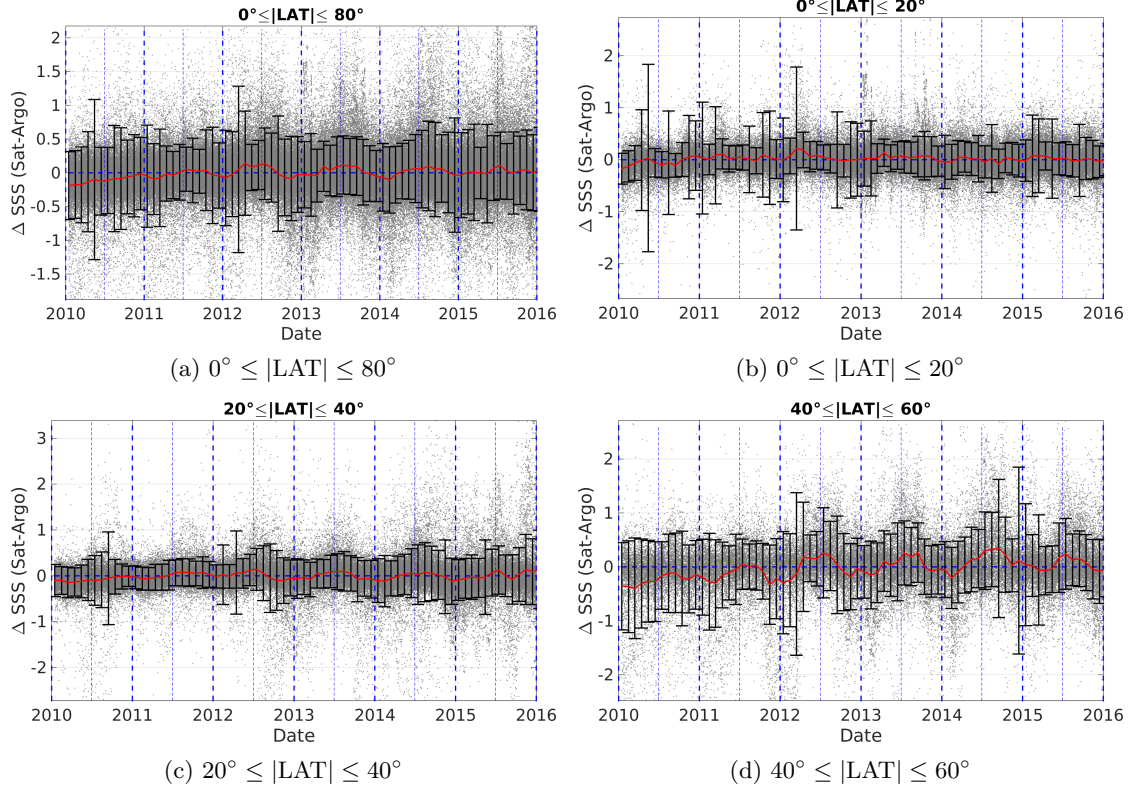 0°≤|LAT|≤ 80°
2
1.5
1
0.5
0
-0.5
-1
-1.5
Δ SSS (Sat-Argo)
2010 2011 2012 2013 2014 2015 2016
Date
(a) 0° ≤ |LAT| ≤ 80°
0°≤|LAT|≤ 20°
2
1
0
-1
-2
Δ SSS (Sat-Argo)
2010 2011 2012 2013 2014 2015 2016
Date
(b) 0° ≤ |LAT| ≤ 20°
20°≤|LAT|≤ 40°
3
2
1
0
-1
-2
Δ SSS (Sat-Argo)
2010 2011 2012 2013 2014 2015 2016
Date
(c) 20° ≤ |LAT| ≤ 40°
40°≤|LAT|≤ 60°
2
1
0
-1
-2
Δ SSS (Sat-Argo)
2010 2011 2012 2013 2014 2015 2016
Date
(d) 40° ≤ |LAT| ≤ 60°